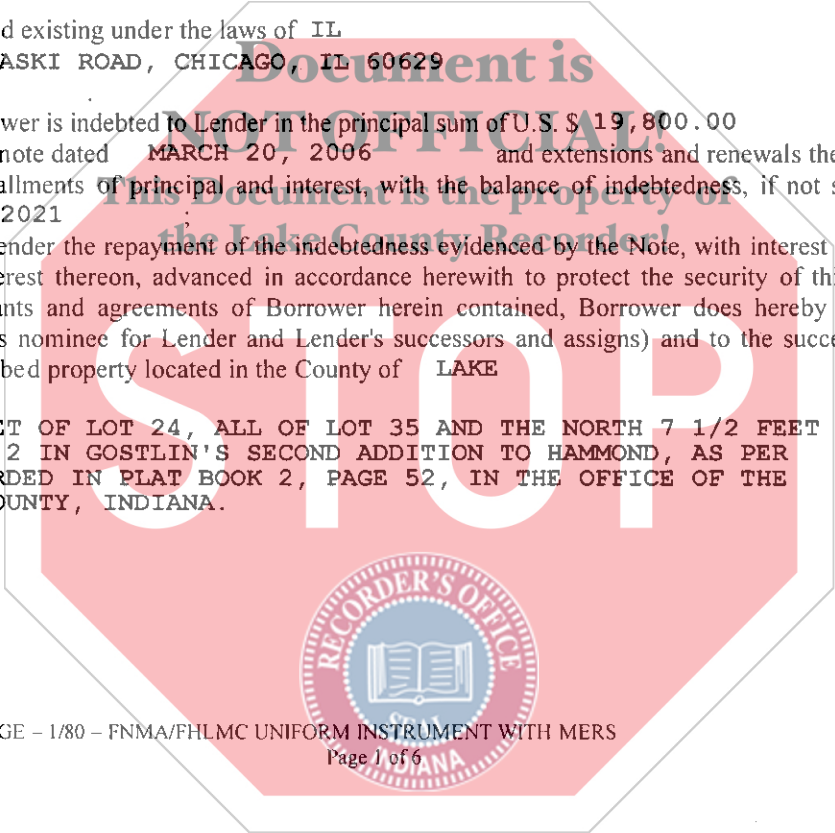 d existing under the laws of IL
ASKI ROAD, CHICAGO, IL 60629
Document is
wer is indebted to Lender in the principal sum of U.S. $ 19,800.00
NOT OFFICIAL!
note dated MARCH 20, 2006 and extensions and renewals the
allments of principal and interest, with the balance of indebtedness, if not s
This Document is the property of
2021 ;
the Lake County Recorder!
ender the repayment of the indebtedness evidenced by the Note, with interest
erest thereon, advanced in accordance herewith to protect the security of thi
ants and agreements of Borrower herein contained, Borrower does hereby
s nominee for Lender and Lender's successors and assigns) and to the succe
bed property located in the County of LAKE
STOP
ET OF LOT 24, ALL OF LOT 35 AND THE NORTH 7 1/2 FEET
2 IN GOSTLIN'S SECOND ADDITION TO HAMMOND, AS PER
RDED IN PLAT BOOK 2, PAGE 52, IN THE OFFICE OF THE
OUNTY, INDIANA.
RECORDER'S OFFICE
SEAL
INDIANA
GE – 1/80 – FNMA/FHLMC UNIFORM INSTRUMENT WITH MERS
Page 1 of 6